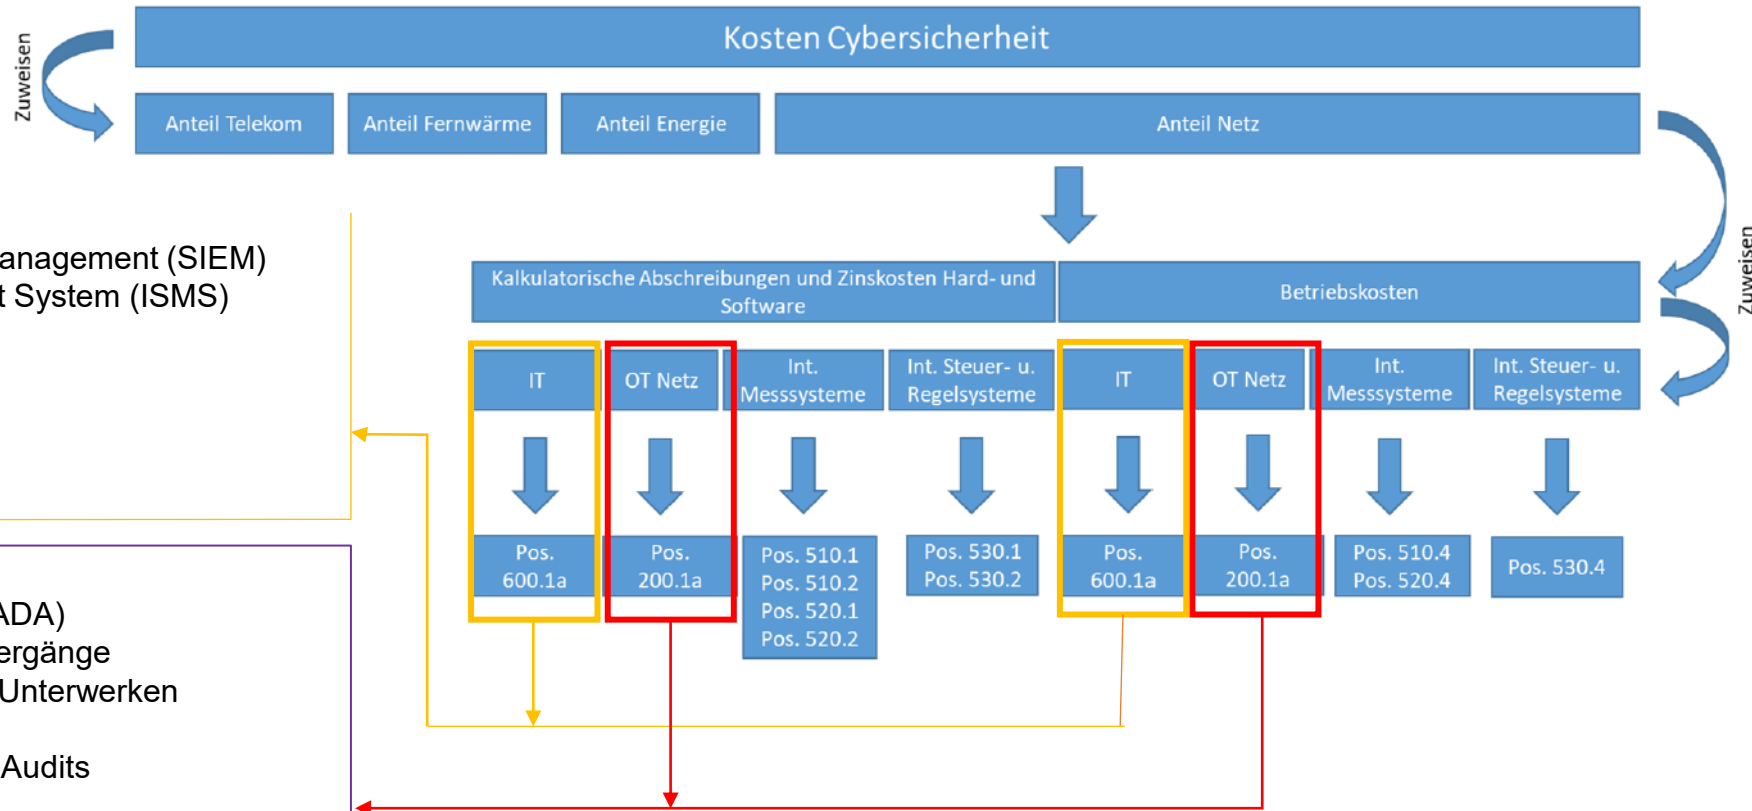 Kosten Cybersicherheit
Zuweisen
Anteil Telekom
Anteil Fernwärme
Anteil Energie
Anteil Netz
Zuweisen
anagement (SIEM)
t System (ISMS)
Kalkulatorische Abschreibungen und Zinskosten Hard- und
Software
Betriebskosten
IT
OT Netz
Int.
Messsysteme
Int. Steuer- u.
Regelsysteme
IT
OT Netz
Int.
Messsysteme
Int. Steuer- u.
Regelsysteme
Pos.
600.1a
Pos.
200.1a
Pos. 510.1
Pos. 510.2
Pos. 520.1
Pos. 520.2
Pos. 530.1
Pos. 530.2
Pos.
600.1a
Pos.
200.1a
Pos. 510.4
Pos. 520.4
Pos. 530.4
ADA)
ergänge
Unterwerken
Audits